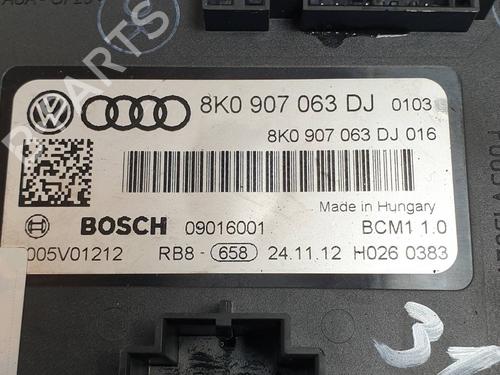 8K0 907 063 DJ 0103
8K0 907 063 DJ 016
Made in Hungary
BOSCH 09016001 BCM1 1.0
005V01212 RB8- 658 24.11.12 H026 0383